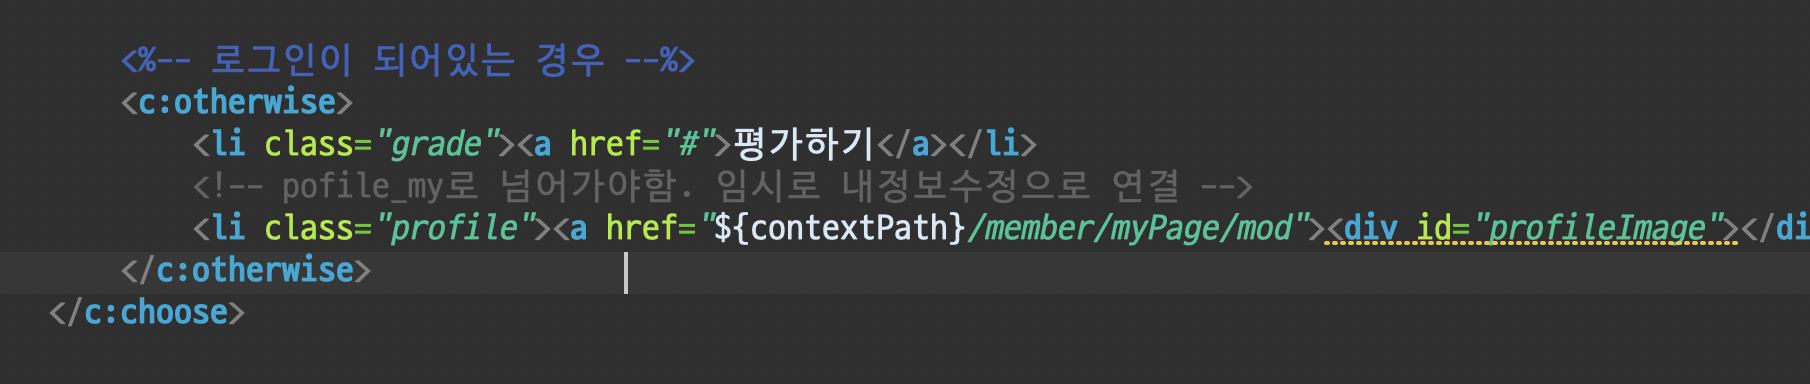 <%-- 로그인이 되어있는 경우 --%>
<c:otherwise>
<li class="grade"><a href="#">평가하기</a></li>
<!-- pofile_my로 넘어가야함. 임시로 내정보수정으로 연결 -->
<li class="profile"><a href="${contextPath}/member/myPage/mod"><div id="profileImage"></di
</c:otherwise>
</c:choose>